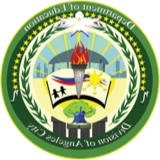 Department of Education
Division of Angeles City